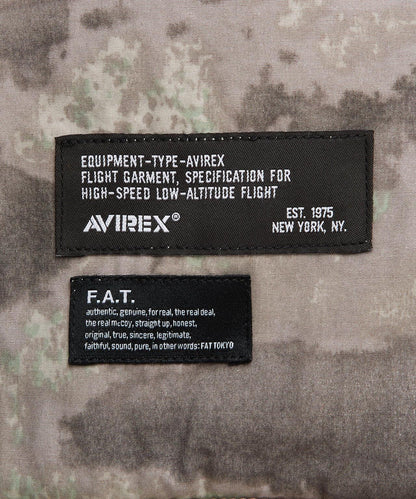 EQUIPMENT-TYPE-AVIREX
FLIGHT GARMENT, SPECIFICATION FOR
HIGH-SPEED LOW-ALTITUDE FLIGHT
AVIREX®
EST. 1975
NEW YORK, NY.
F.A.T.
authentic, genuine, for real, the real deal,
the real mccoy, straight up, honest,
original, true, sincere, legitimate,
faithful, sound, pure, in other words: FAT TOKYO